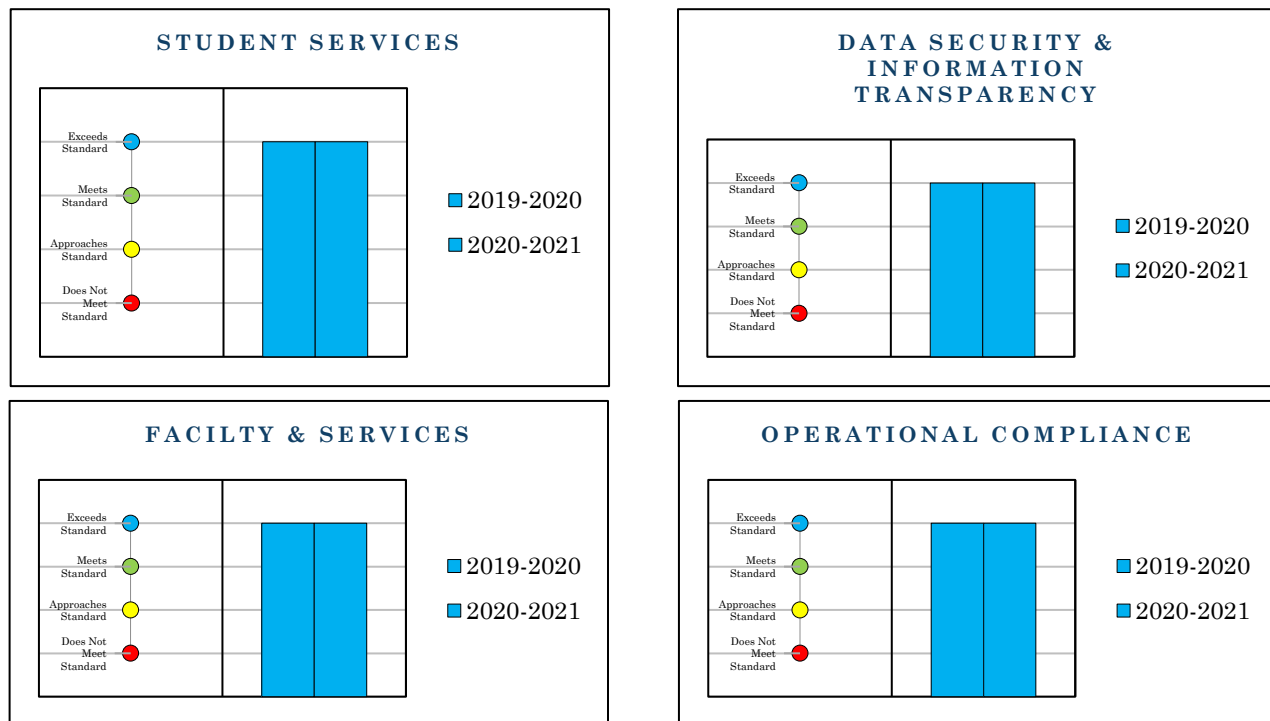 STUDENT SERVICES
Exceeds
Standard
Meets
Standard
Approaches
Standard
Does Not
Meet
Standard
2019-2020
2020-2021
DATA SECURITY &
INFORMATION
TRANSPARENCY
Exceeds
Standard
Meets
Standard
Approaches
Standard
Does Not
Meet
Standard
2019-2020
2020-2021
FACILTY & SERVICES
Exceeds
Standard
Meets
Standard
Approaches
Standard
Does Not
Meet
Standard
2019-2020
2020-2021
OPERATIONAL COMPLIANCE
Exceeds
Standard
Meets
Standard
Approaches
Standard
Does Not
Meet
Standard
2019-2020
2020-2021